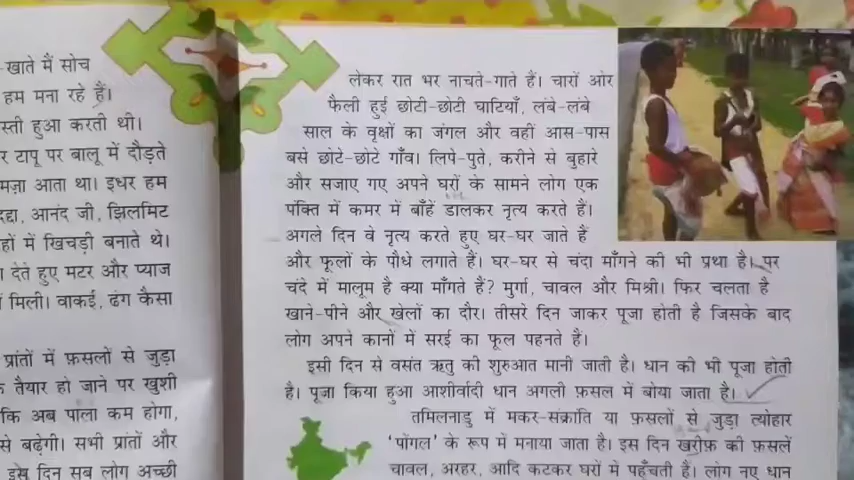 -खाते मैं सोच
हम मना रहे हैं।
स्ती हुआ करती थी।
र टापू पर बालू में दौड़ते
मज़ा आता था। इधर हम
द्दा, आनंद जी, झिलमिट
हों में खिचड़ी बनाते थे।
देते हुए मटर और प्याज
मिली। वाकई, ढंग कैसा
प्रांतों में फ़सलों से जुड़ा
तैयार हो जाने पर खुशी
कि अब पाला कम होगा,
से बढ़ेगी। सभी प्रांतों और
इस दिन सब लोग अच्छी
लेकर रात भर नाचते-गाते हैं। चारों ओर
फैली हुई छोटी-छोटी घाटियाँ, लंबे-लंबे
साल के वृक्षों का जंगल और वहीं आस-पास
बसे छोटे-छोटे गाँव। लिपे-पुते, करीने से बुहारे
और सजाए गए अपने घरों के सामने लोग एक
पंक्ति में कमर में बाँहें डालकर नृत्य करते हैं।
अगले दिन वे नृत्य करते हुए घर-घर जाते हैं
और फूलों के पौधे लगाते हैं। घर-घर से चंदा माँगने की भी प्रथा है। पर
चंदे में मालूम है क्या माँगते हैं? मुर्गा, चावल और मिश्री। फिर चलता है
खाने-पीने और खेलों का दौर। तीसरे दिन जाकर पूजा होती है जिसके बाद
लोग अपने कानों में सरई का फूल पहनते हैं।
इसी दिन से वसंत ऋतु की शुरुआत मानी जाती है। धान की भी पूजा होती
है। पूजा किया हुआ आशीर्वादी धान अगली फ़सल में बोया जाता है।
तमिलनाडु में मकर-संक्रांति या फ़सलों से जुड़ा त्योहार
'पोंगल' के रूप में मनाया जाता है। इस दिन खरीफ़ की फ़सलें
चावल, अरहर, आदि कटकर घरों में पहुँचती हैं। लोग नए धान